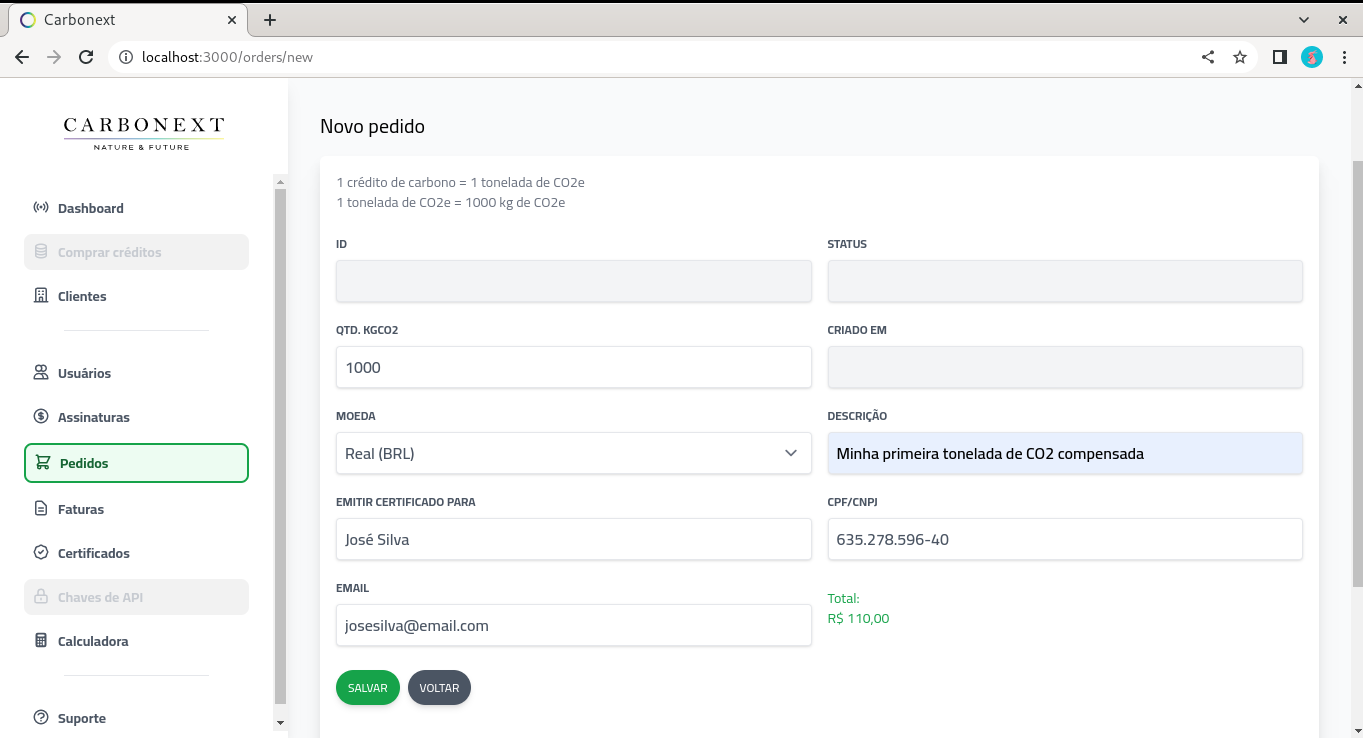 Carbonext
localhost:3000/orders/new
CARBONEXT
NATURE & FUTURE
Dashboard
Comprar créditos
Clientes
Usuários
Assinaturas
Pedidos
Faturas
Certificados
Chaves de API
Calculadora
Suporte
Novo pedido
1 crédito de carbono = 1 tonelada de CO2e
1 tonelada de CO2e = 1000 kg de CO2e
ID
STATUS
QTD. KGCO2
CRIADO EM
1000
MOEDA
DESCRIÇÃO
Real (BRL)
Minha primeira tonelada de CO2 compensada
EMITIR CERTIFICADO PARA
CPF/CNPJ
José Silva
635.278.596-40
EMAIL
Total:
josesilva@email.com
R$ 110,00
SALVAR
VOLTAR